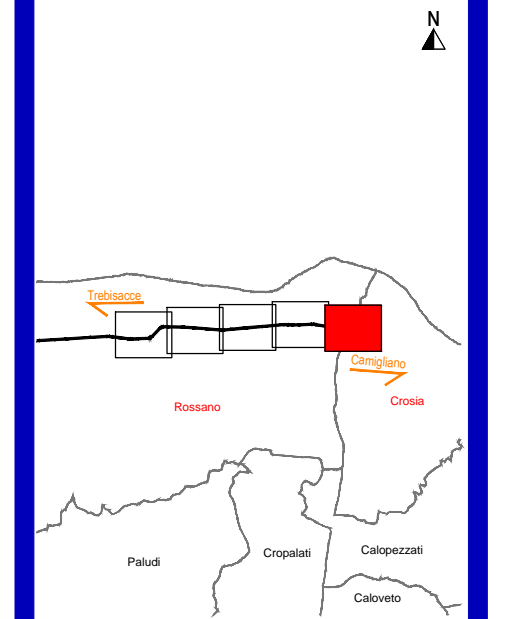 N
Trebisacce
Camigliano
Crosia
Rossano
Calopezzati
Cropalati
Paludi
Caloveto